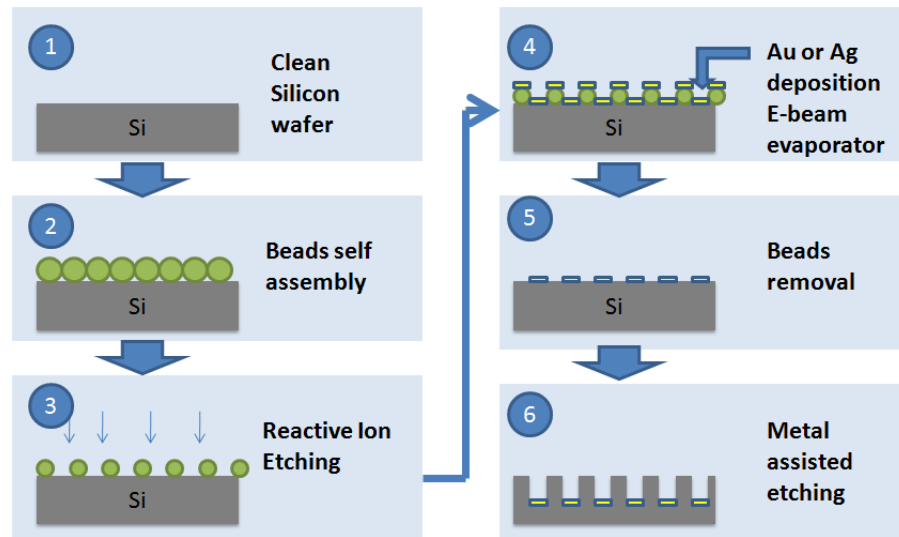 1
Clean
Silicon
wafer
Si
2
Beads self
assembly
Si
3
Reactive Ion
Etching
Si
4
Au or Ag
deposition
E-beam
evaporator
Si
5
Beads
removal
Si
6
Metal
assisted
etching